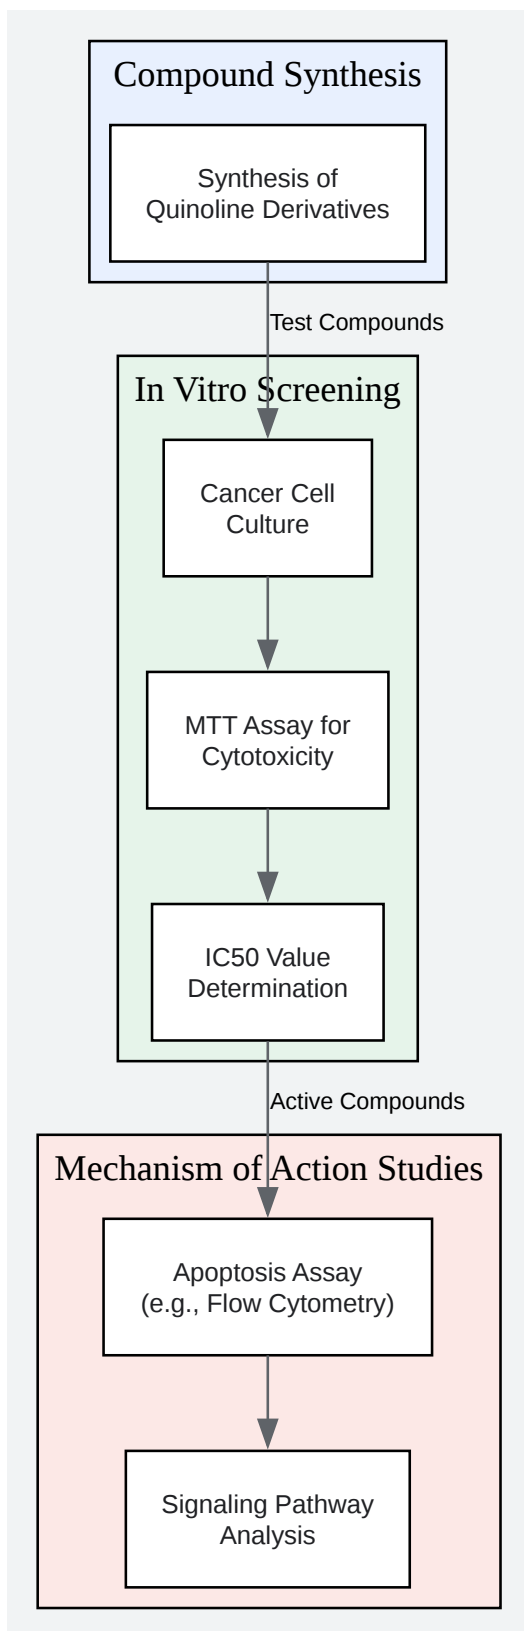 Compound Synthesis
Synthesis of
Quinoline Derivatives
Test Compounds
In Vitro Screening
Cancer Cell
Culture
MTT Assay for
Cytotoxicity
IC50 Value
Determination
Active Compounds
Mechanism of Action Studies
Apoptosis Assay
(e.g., Flow Cytometry)
Signaling Pathway
Analysis